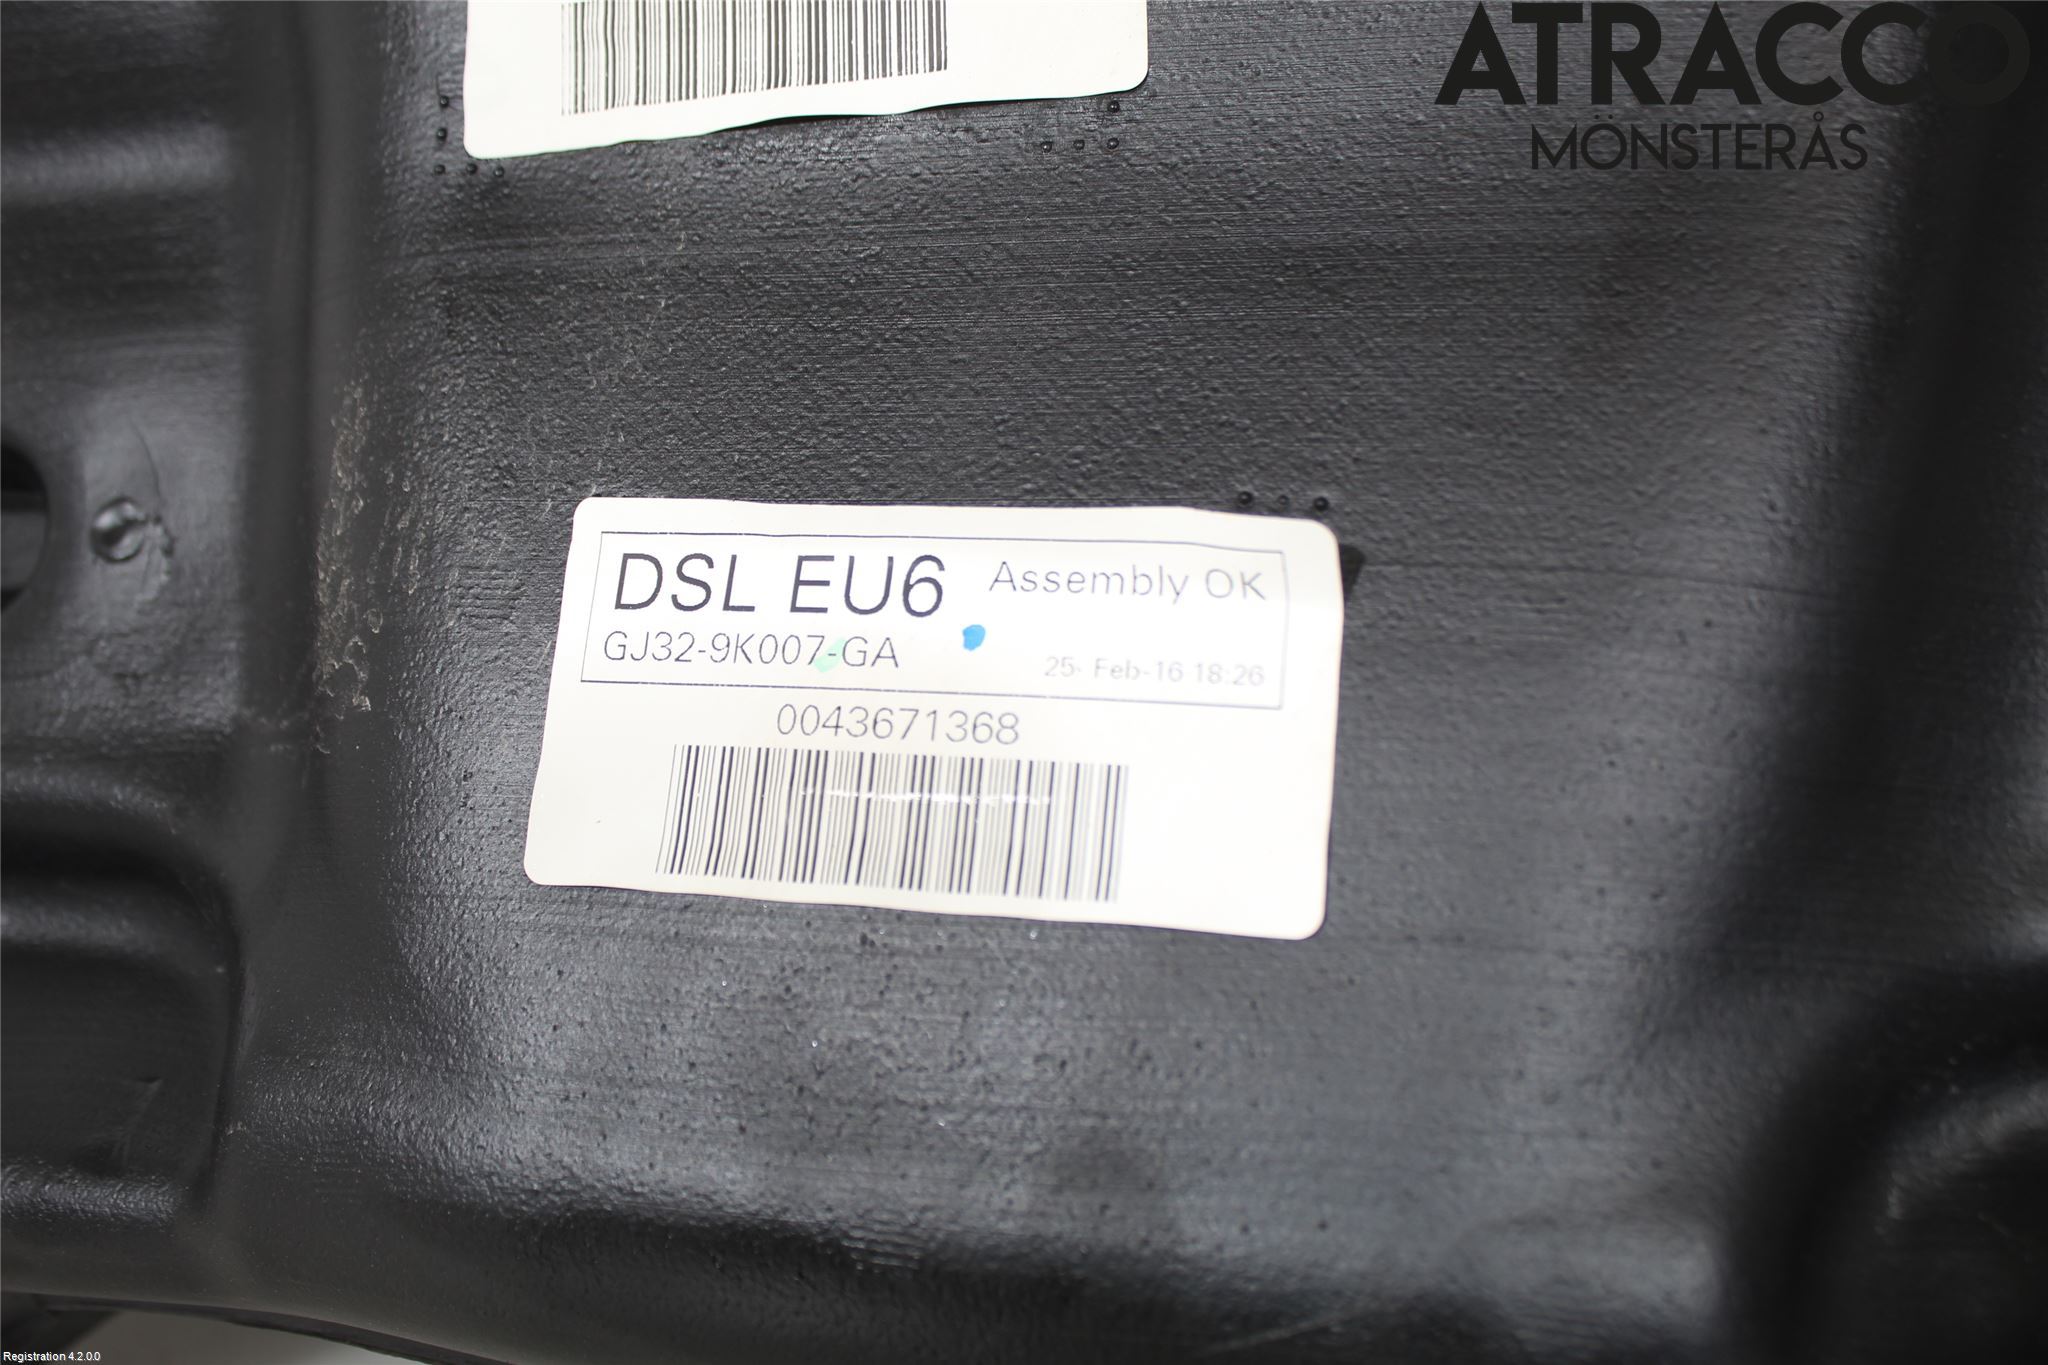 ATRACCO
MÖNSTERÅS
DSL EU6 Assembly OK
GJ32-9K007-GA
25-Feb-16 18:26
0043671368
Registration 4.2.0.0